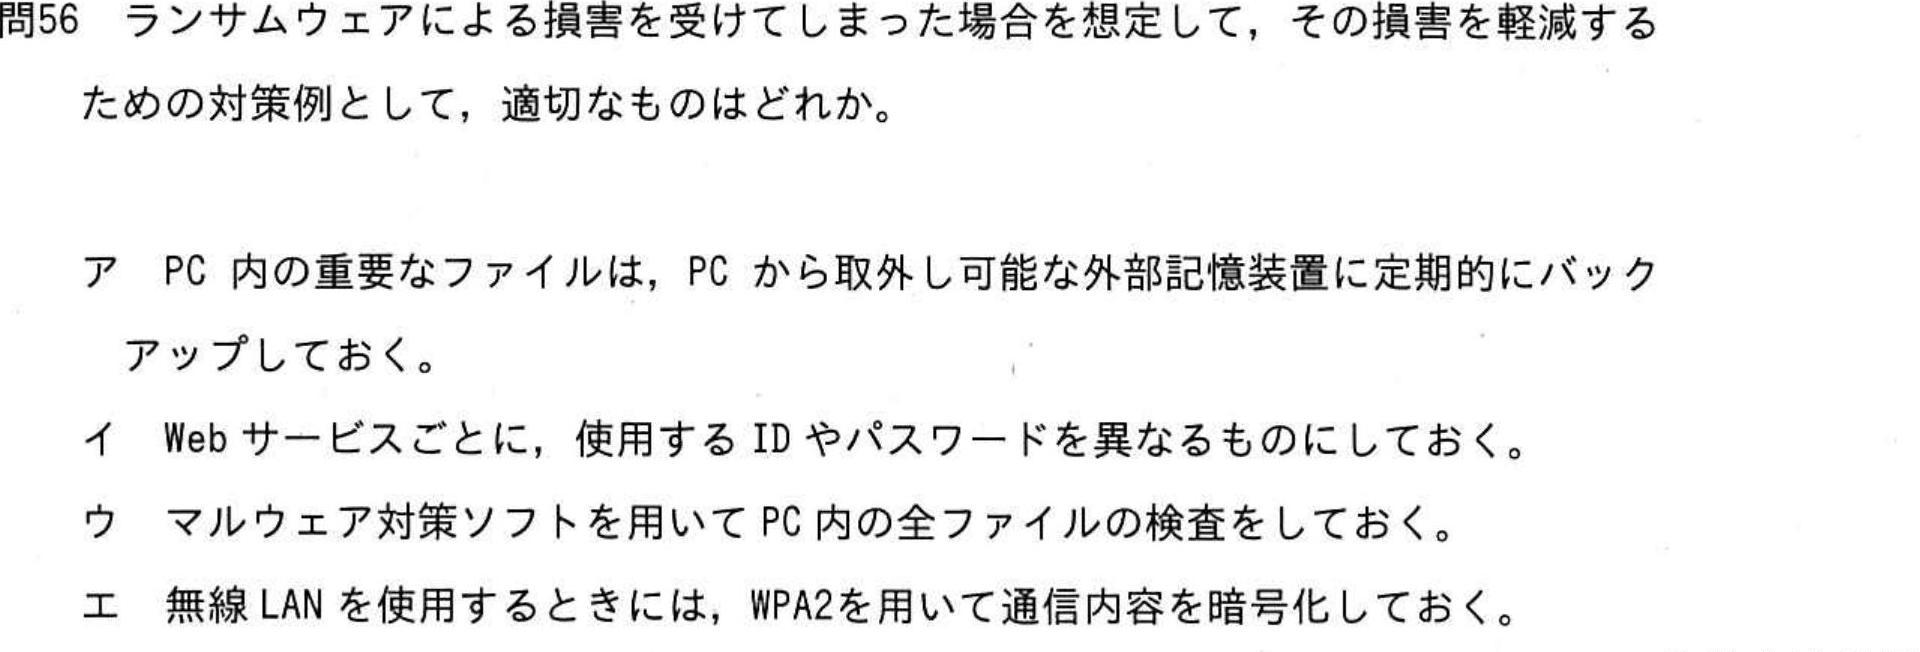 問56 ランサムウェアによる損害を受けてしまった場合を想定して，その損害を軽減する
ための対策例として，適切なものはどれか。
ア PC 内の重要なファイルは，PC から取外し可能な外部記憶装置に定期的にバック
アップしておく。
イ Web サービスごとに，使用する ID やパスワードを異なるものにしておく。
ウ マルウェア対策ソフトを用いて PC 内の全ファイルの検査をしておく。
エ 無線 LAN を使用するときには，WPA2を用いて通信内容を暗号化しておく。